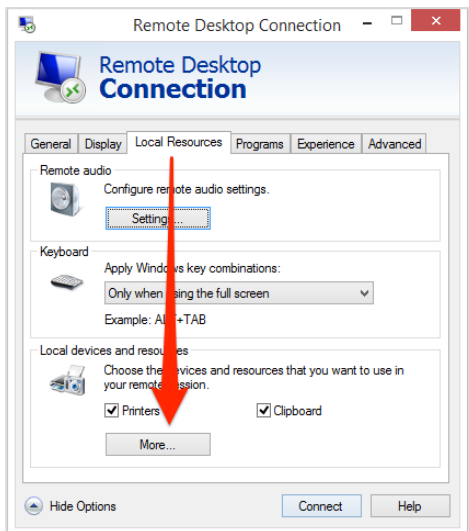 Remote Desktop Connection
Remote Desktop
Connection
General Display Local Resources Programs Experience Advanced
Remote audio
Configure remote audio settings.
Settings...
Keyboard
Apply Windows key combinations:
Only when using the full screen
Example: ALT+TAB
Local devices and resources
Choose the devices and resources that you want to use in
your remote session.
Printers Clipboard
More...
Hide Options Connect Help